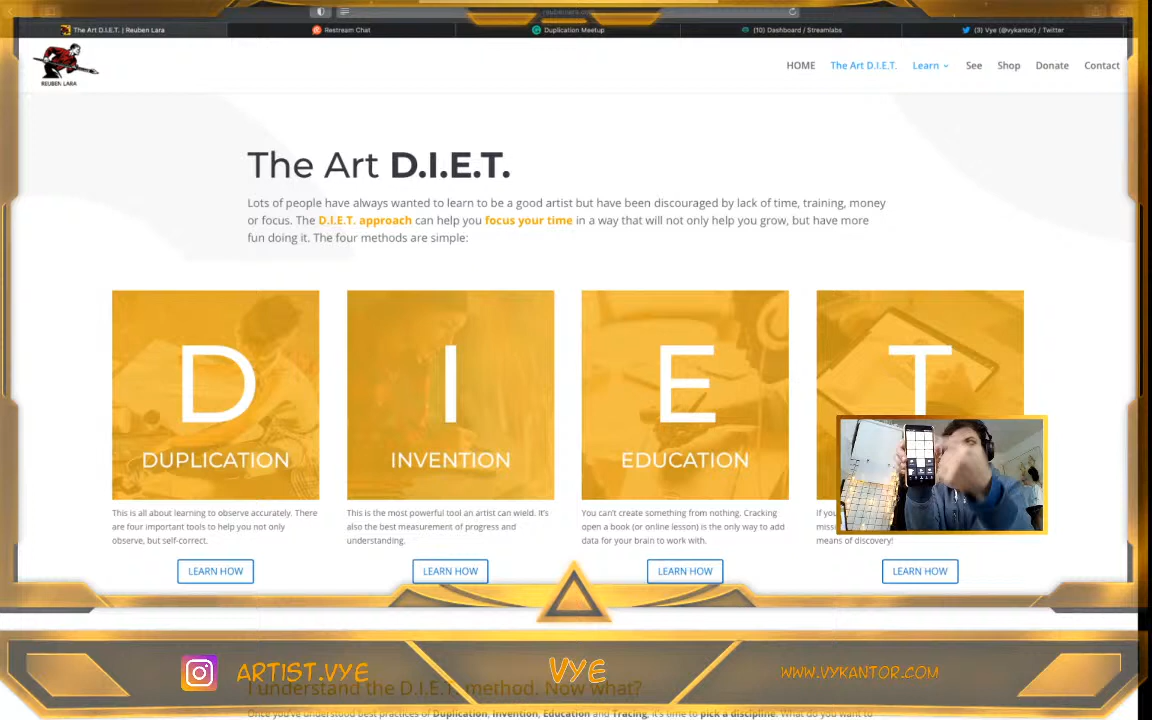 The Art D.I.E.T. | Reuben Lara
Restream Chat
Duplication Meetup
(10) Dashboard / Streamlabs
(3) Vye (@vykantor) / Twitter
REUBEN LARA
HOME The Art D.I.E.T. Learn See Shop Donate Contact
The Art D.I.E.T.
Lots of people have always wanted to learn to be a good artist but have been discouraged by lack of time, training, money
or focus. The D.I.E.T. approach can help you focus your time in a way that will not only help you grow, but have more
fun doing it. The four methods are simple:
D
DUPLICATION
This is all about learning to observe accurately. There
are four important tools to help you not only
observe, but self-correct.
LEARN HOW
I
INVENTION
This is the most powerful tool an artist can wield. It's
also the best measurement of progress and
understanding.
LEARN HOW
E
EDUCATION
You can't create something from nothing. Cracking
open a book (or online lesson) is the only way to add
data for your brain to work with.
LEARN HOW
T
If you
means of discovery!
LEARN HOW
ARTIST.VYE
VYE
WWW.VYKANTOR.COM
I understand the D.I.E.T. method. Now what?
Once you've understood best practices of Duplication, Invention, Education and Tracing, it's time to pick a discipline. What do you want to